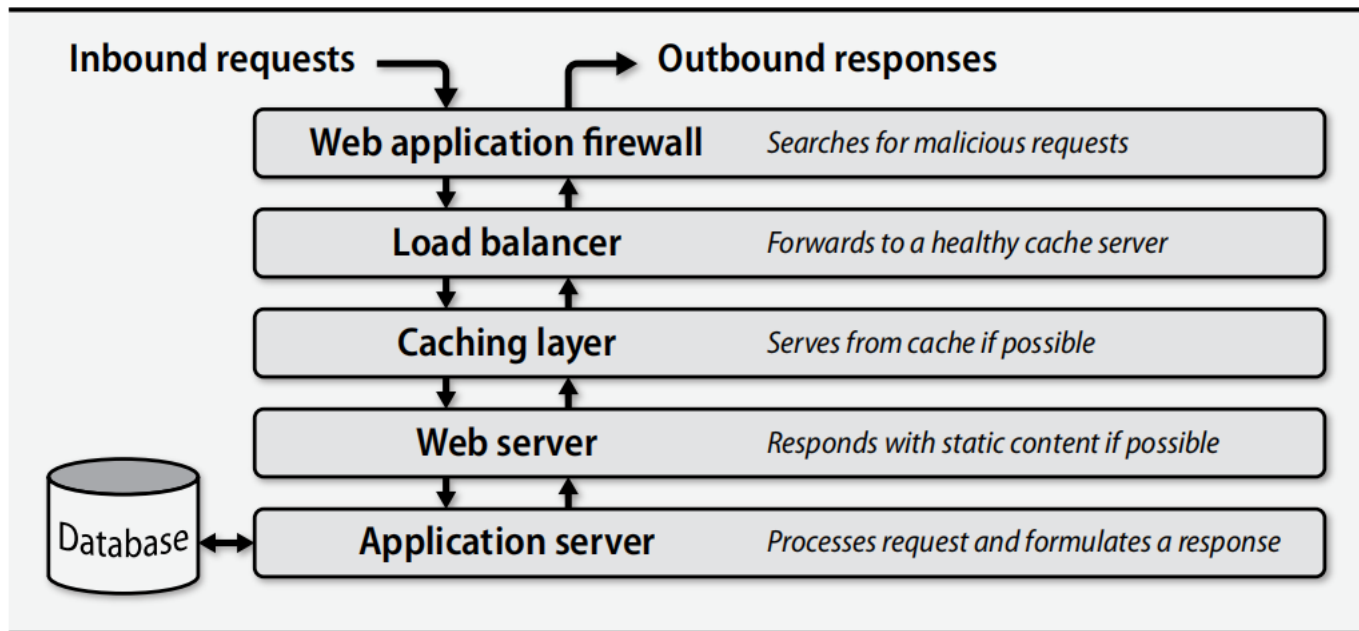 Inbound requests
Outbound responses
Web application firewall
Searches for malicious requests
Load balancer
Forwards to a healthy cache server
Caching layer
Serves from cache if possible
Web server
Responds with static content if possible
Database
Application server
Processes request and formulates a response